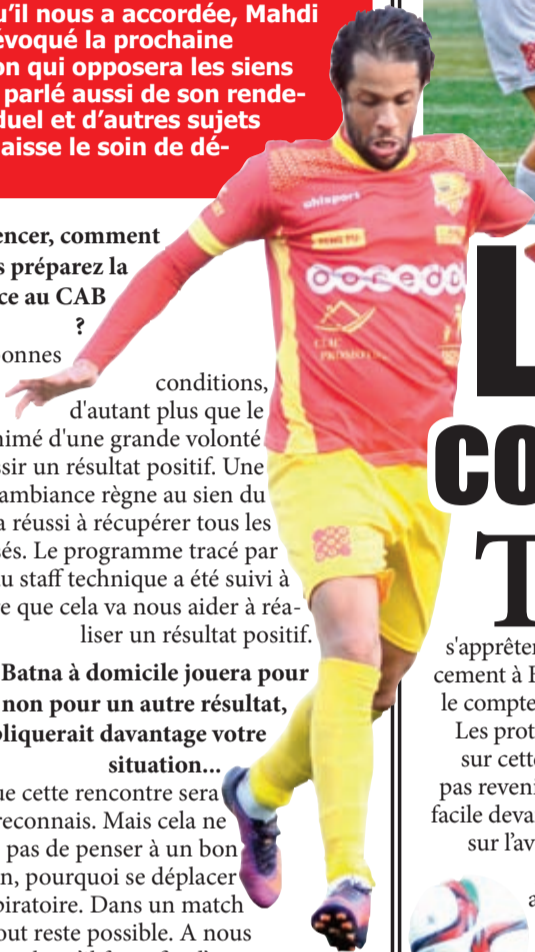 qu'il nous a accordée, Mahdi
évoqué la prochaine
on qui opposera les siens
parlé aussi de son rende-
duel et d'autres sujets
aisse le soin de dé-
encer, comment
s préparez la
ce au CAB
?
onnes
conditions,
d'autant plus que le
nimé d'une grande volonté
ssir un résultat positif. Une
ambiance règne au sien du
a réussi à récupérer tous les
sés. Le programme tracé par
u staff technique a été suivi à
e que cela va nous aider à réa-
liser un résultat positif.
Batna à domicile jouera pour
non pour un autre résultat,
pliquerait davantage votre
situation...
ue cette rencontre sera
reconnais. Mais cela ne
pas de penser à un bon
n, pourquoi se déplacer
piratoire. Dans un match
out reste possible. A nous
uhlsport
ooredoo
L
CO
T
s'apprêten
cement à B
le compte
Les prot
sur cette
pas reveni
facile deva
sur l'av
a